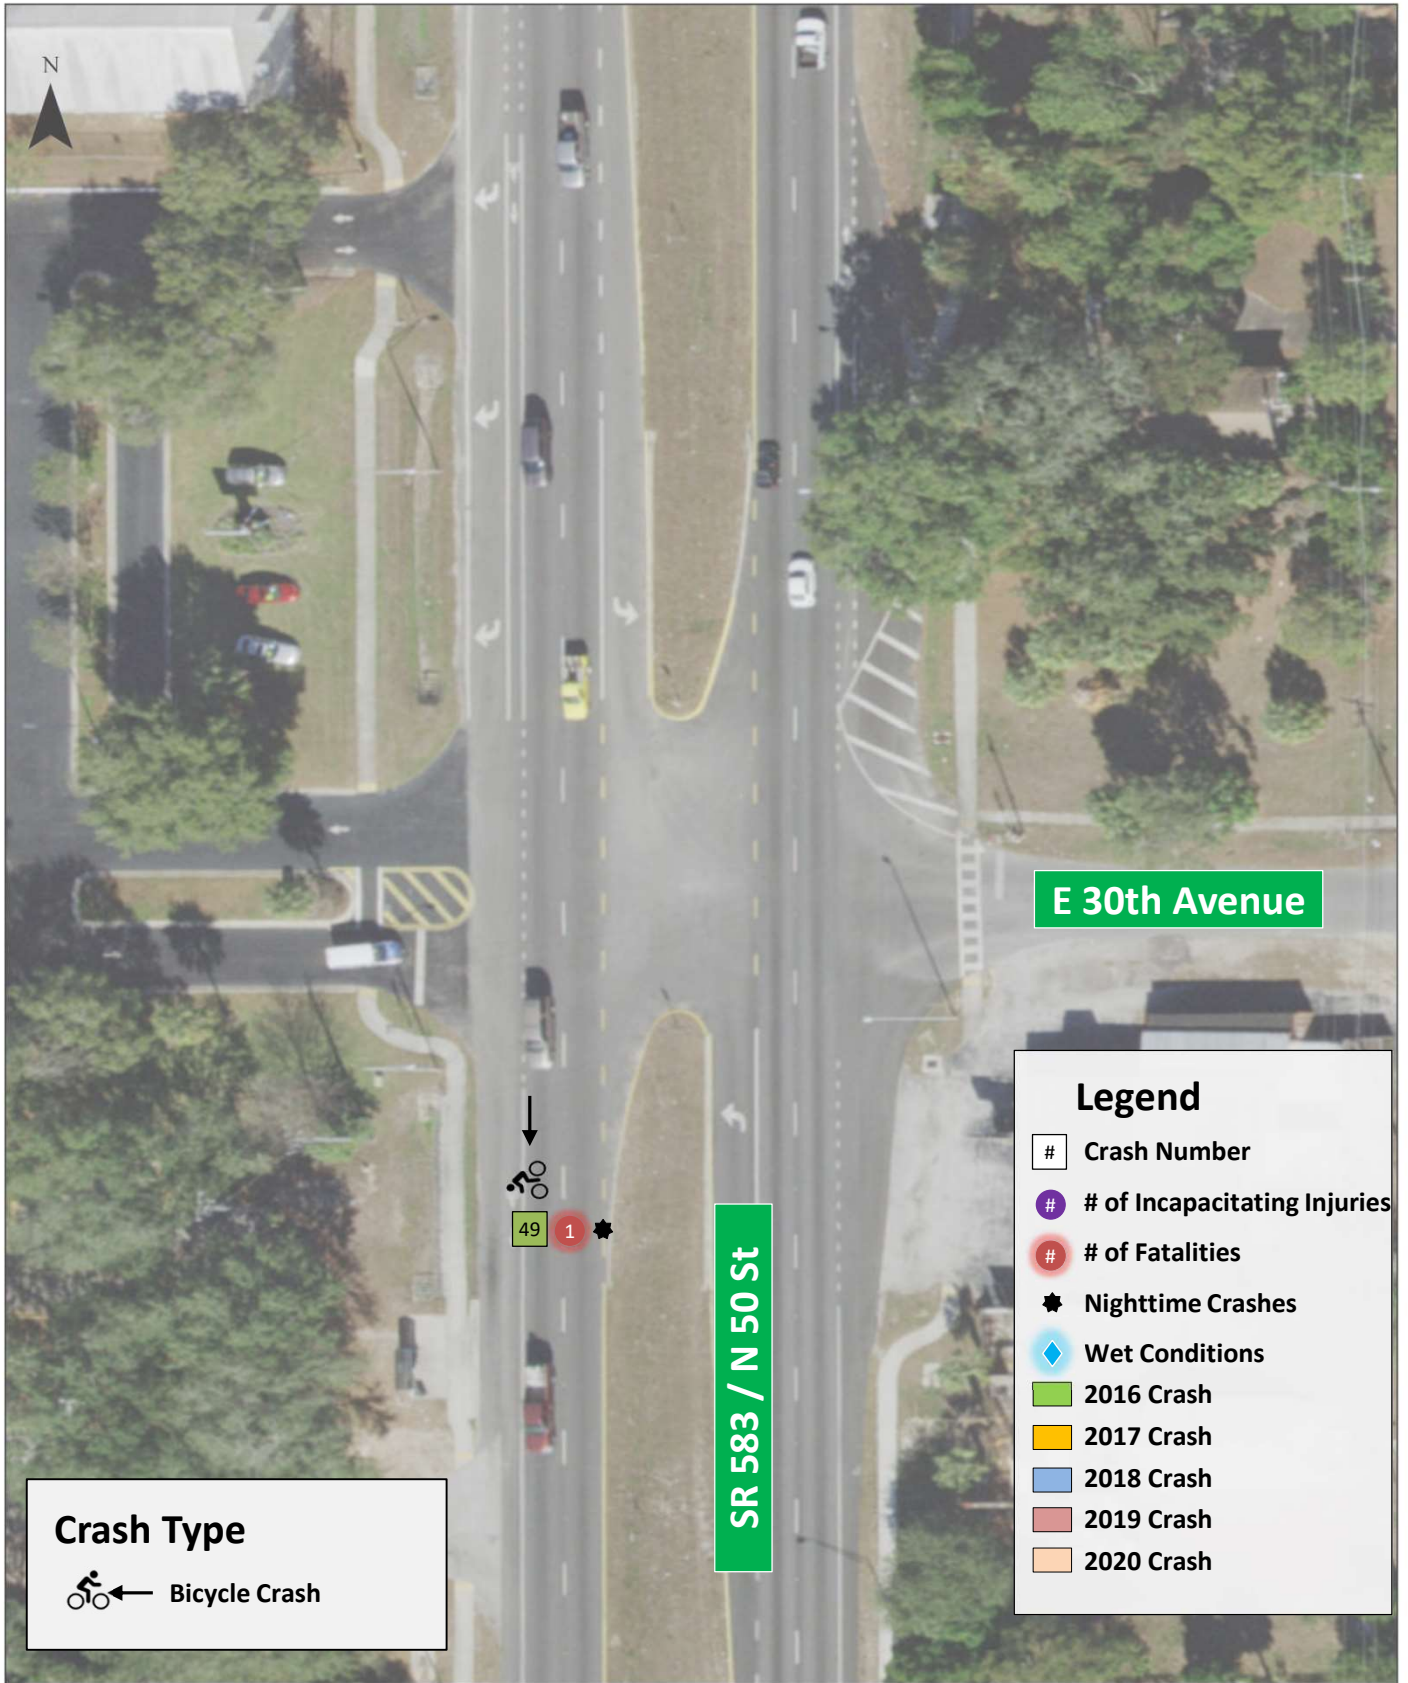 N
E 30th Avenue
49
1
SR 583 / N 50 St
Legend
# Crash Number
# # of Incapacitating Injuries
# # of Fatalities
Nighttime Crashes
Wet Conditions
2016 Crash
2017 Crash
2018 Crash
2019 Crash
2020 Crash
Crash Type
Bicycle Crash